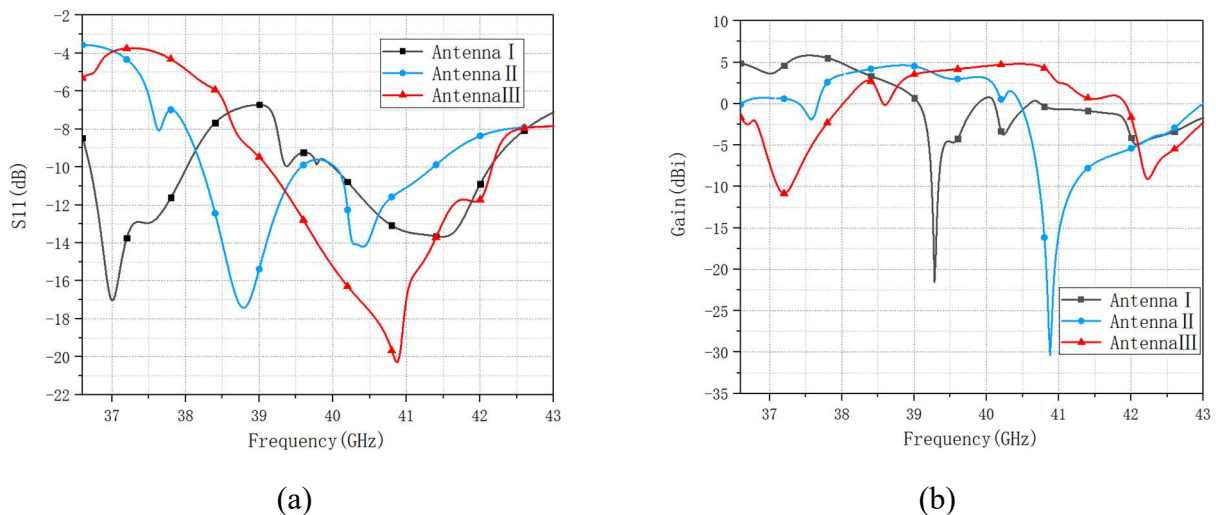 -2
-4
-6
-8
-10
-12
-14
-16
-18
-20
-22
S11(dB)
37 38 39 40 41 42 43
Frequency(GHz)
Antenna Ⅰ
Antenna Ⅱ
AntennaⅢ
(a)
10
5
0
-5
-10
-15
-20
-25
-30
-35
Gain(dBi)
37 38 39 40 41 42 43
Frequency(GHz)
Antenna Ⅰ
Antenna Ⅱ
AntennaⅢ
(b)